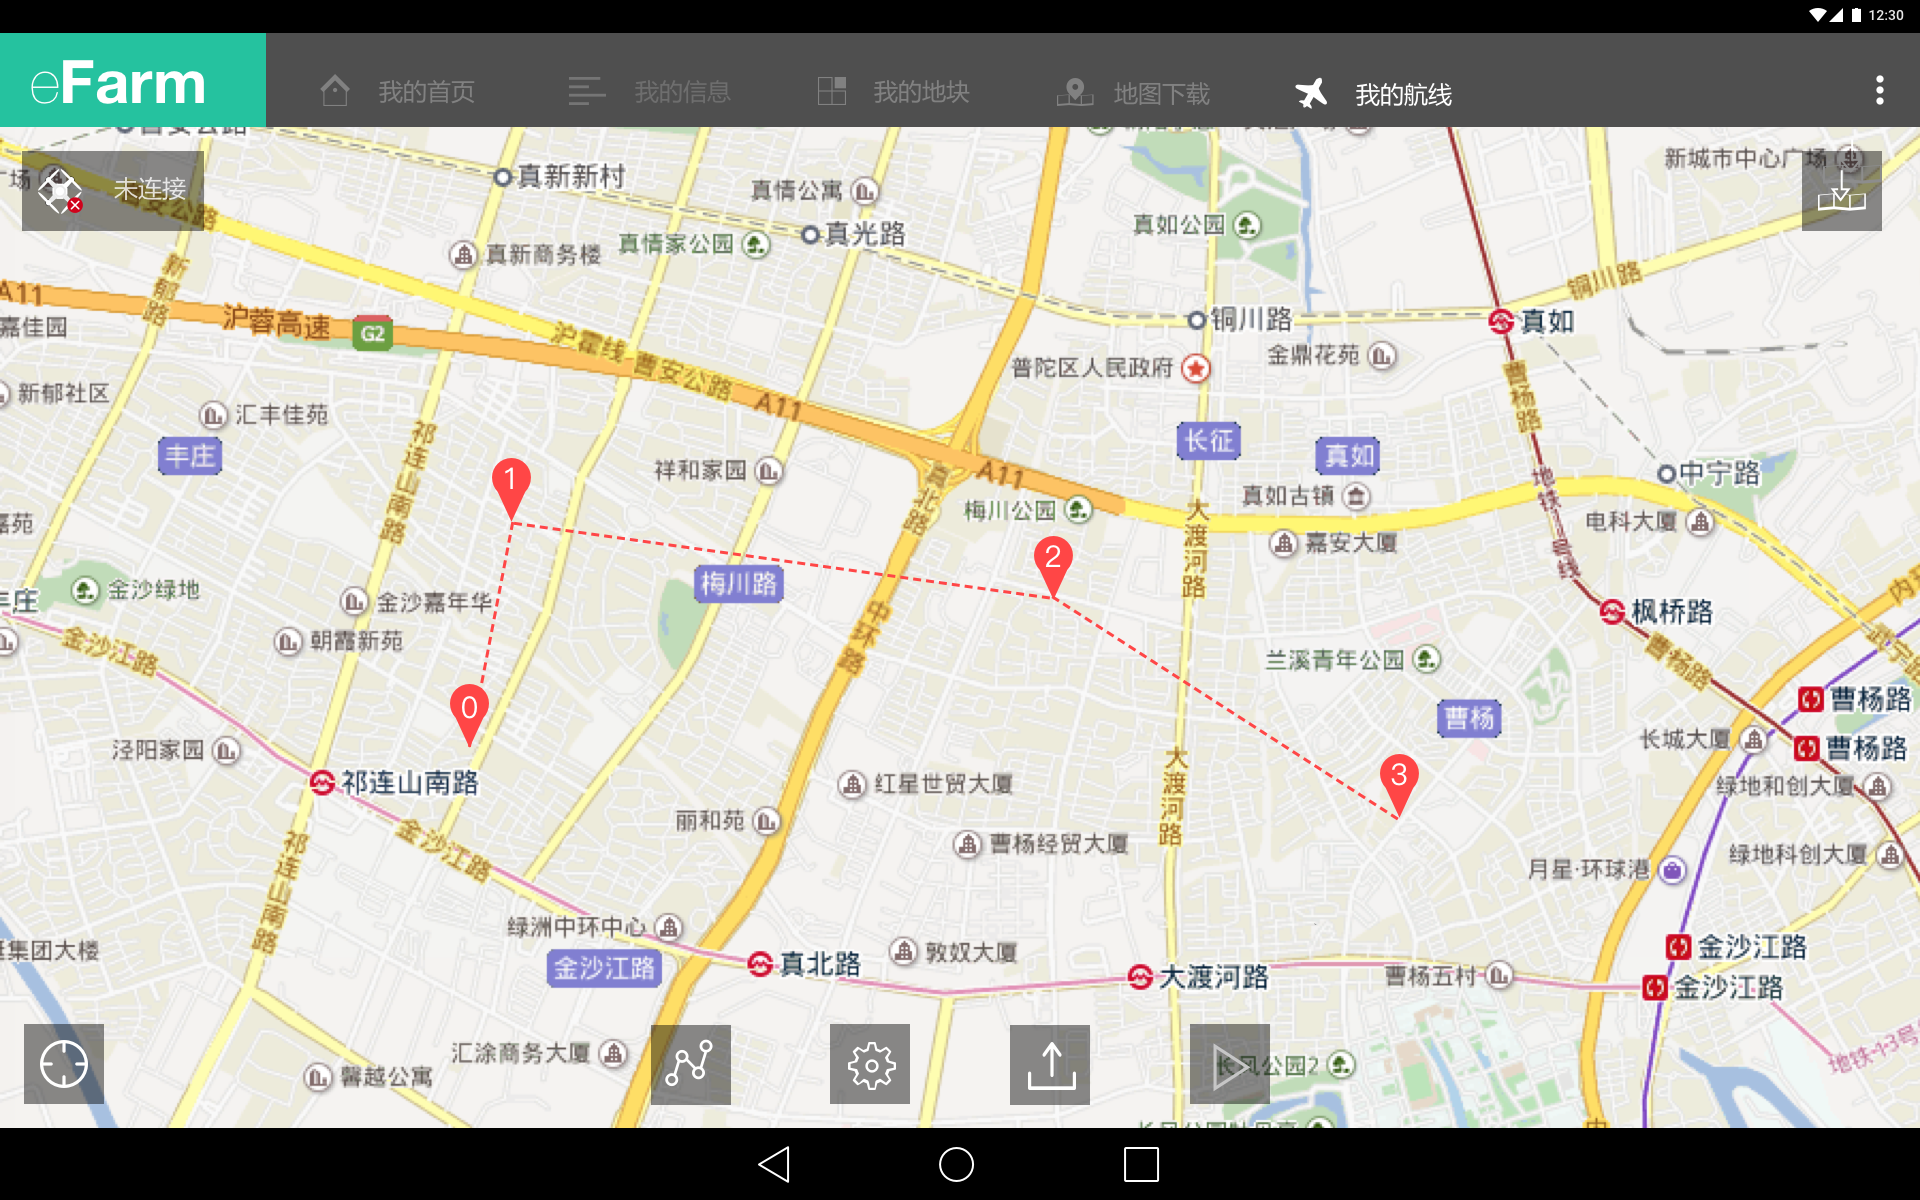 12:30
eFarm
我的首页
我的信息
我的地块
地图下载
我的航线
未连接
真新新村
真情公寓
真如公园
新城市中心广场
真光路
真情家公园
真新商务楼
新郁路
铜川路
A11
沪蓉高速
G2
嘉佳园
沪霍线
曹安公路
铜川路
真如
普陀区人民政府
金鼎花苑
曹杨路
新郁社区
汇丰佳苑
A11
丰庄
祁连山南路
长征
真如
祥和家园
A11
真北路
中宁路
梅川公园
真如古镇
大渡河路
电科大厦
嘉安大厦
地铁11号线
1
2
金沙绿地
梅川路
金沙嘉年华
朝霞新苑
中环路
枫桥路
金沙江路
兰溪青年公园
曹杨路
武宁路
曹杨路
0
曹杨
长城大厦
曹杨路
泾阳家园
祁连山南路
红星世贸大厦
大渡河路
3
绿地和创大厦
丽和苑
金沙江路
曹杨经贸大厦
绿地科创大厦
月星·环球港
祁连山南路
绿洲中环中心
金沙江路
真北路
敦奴大厦
大渡河路
曹杨五村
金沙江路
金沙江路
集团大楼
汇涂商务大厦
馨越公寓
长风公园2
地铁13号